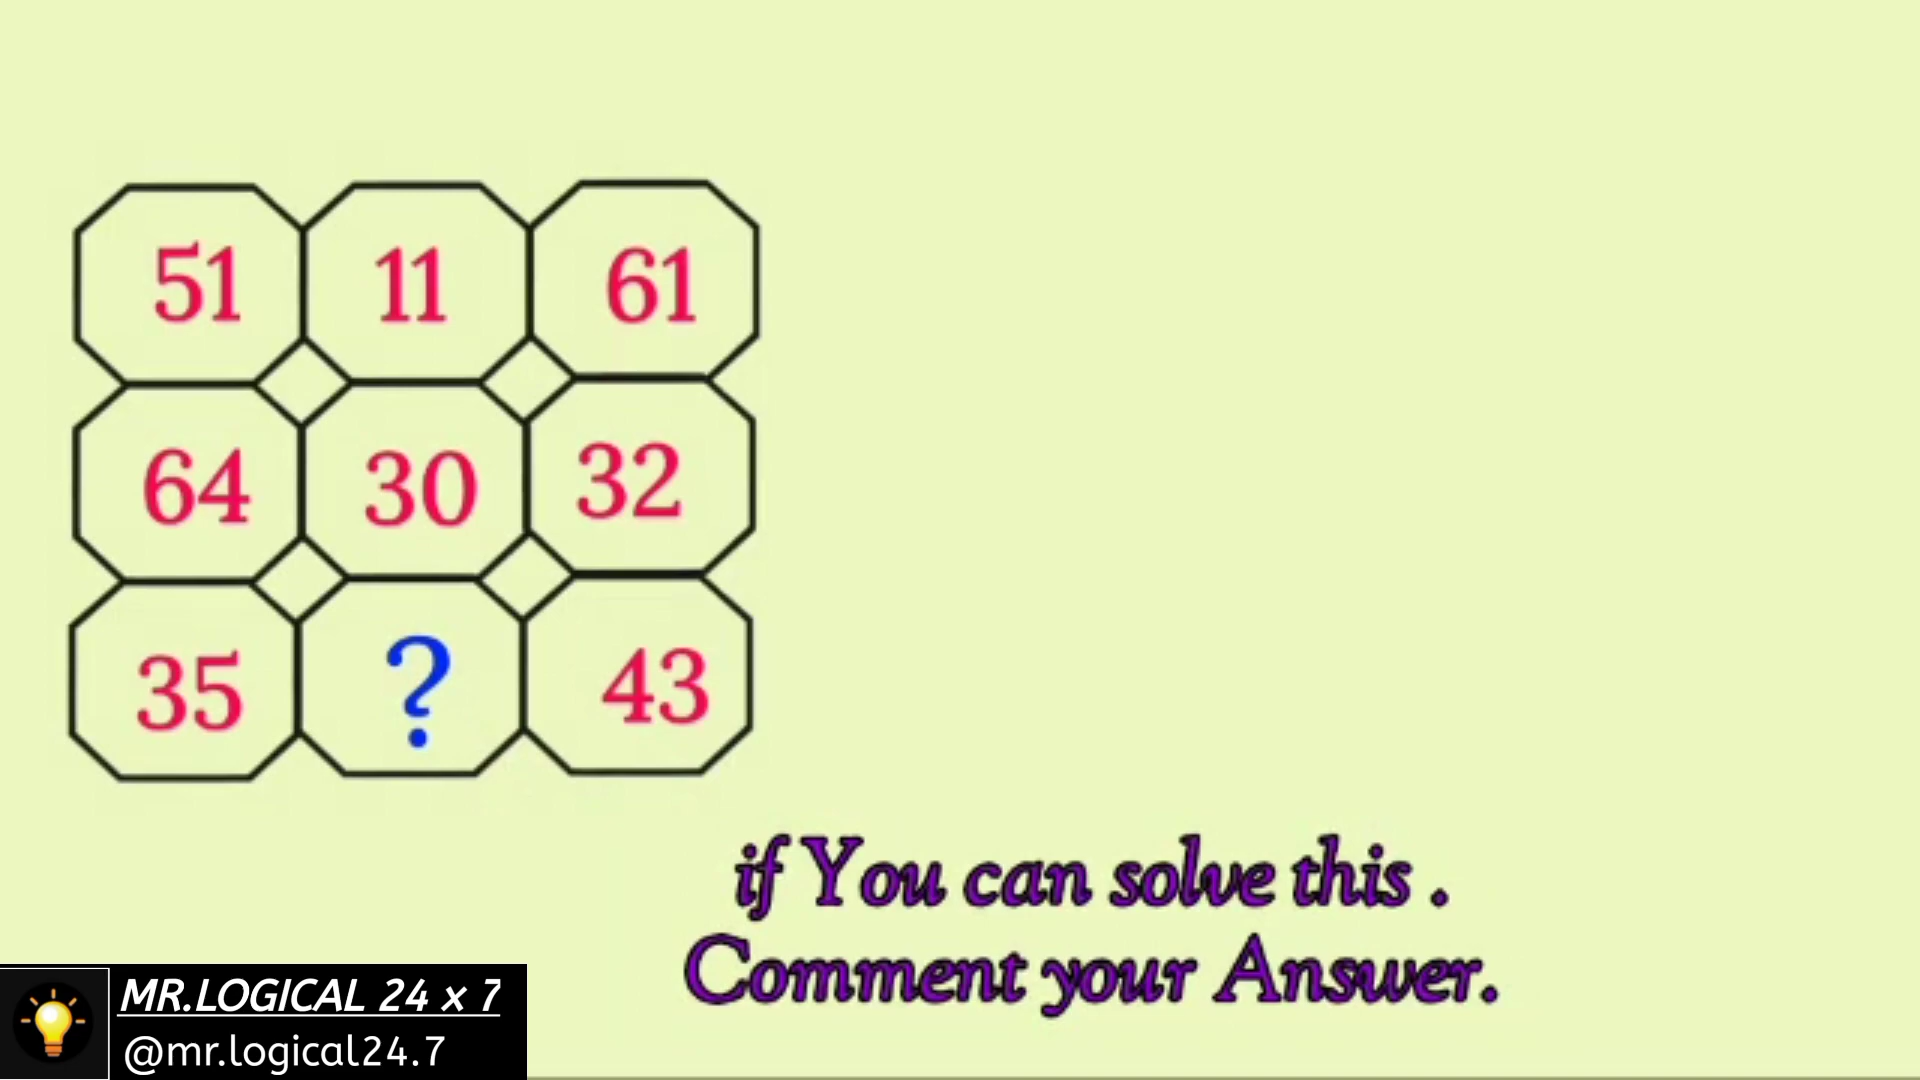 51 11 61
64 30 32
35 ? 43
if You can solve this .
Comment your Answer.
MR.LOGICAL 24 x 7
@mr.logical24.7